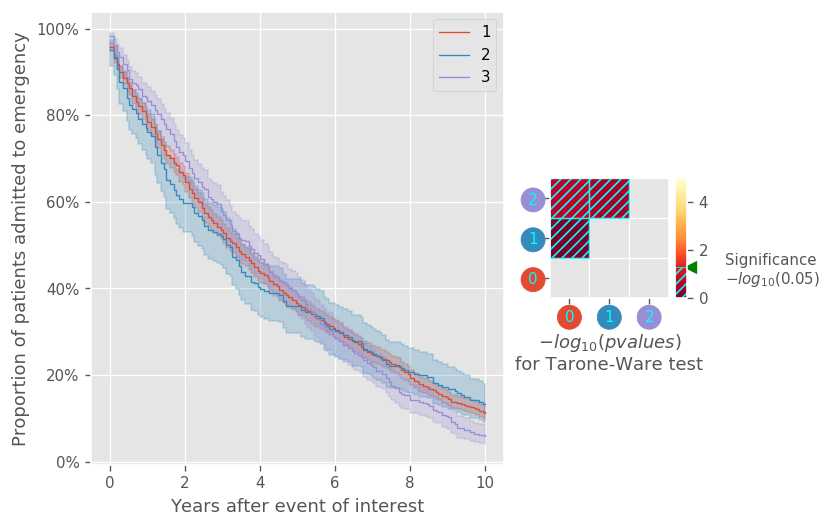 100%
80%
60%
40%
20%
0%
Proportion of patients admitted to emergency
0 2 4 6 8 10
Years after event of interest
1
2
3
2
1
0
0 1 2
4
2
0
Significance
−log₁₀(0.05)
−log₁₀(pvalues)
for Tarone-Ware test